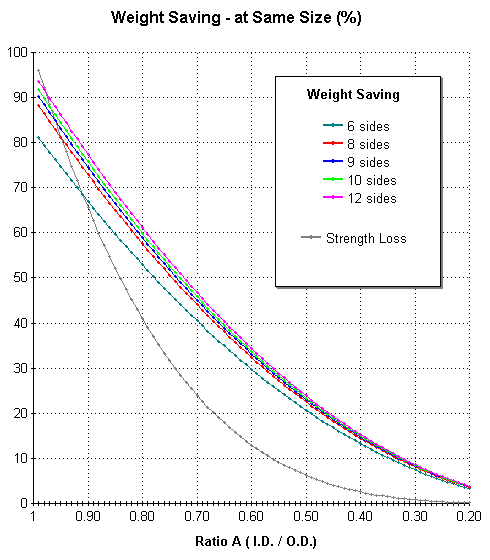 Weight Saving - at Same Size (%)
100
90
80
70
60
50
40
30
20
10
0
Weight Saving
6 sides
8 sides
9 sides
10 sides
12 sides
Strength Loss
1 0.90 0.80 0.70 0.60 0.50 0.40 0.30 0.20
Ratio A ( I.D. / O.D.)